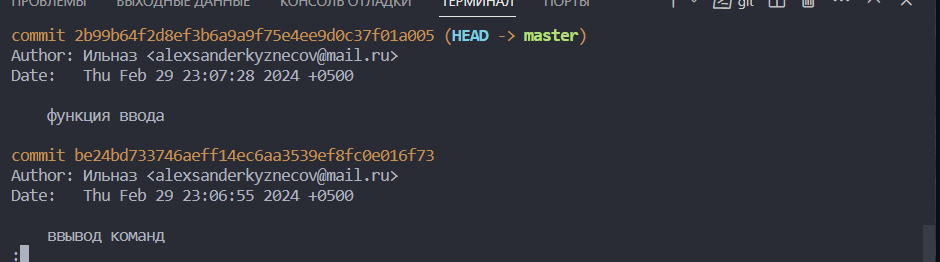 ПРОБЛЕМЫ ВЫХОДНЫЕ ДАННЫЕ КОНСОЛЬ ОТЛАДКИ ТЕРМИНАЛ ПОРТЫ git
commit 2b99b64f2d8ef3b6a9a9f75e4ee9d0c37f01a005 (HEAD -> master)
Author: Ильназ <alexsanderkyznecov@mail.ru>
Date:   Thu Feb 29 23:07:28 2024 +0500
функция ввода
commit be24bd733746aeff14ec6aa3539ef8fc0e016f73
Author: Ильназ <alexsanderkyznecov@mail.ru>
Date:   Thu Feb 29 23:06:55 2024 +0500
ввывод команд
: